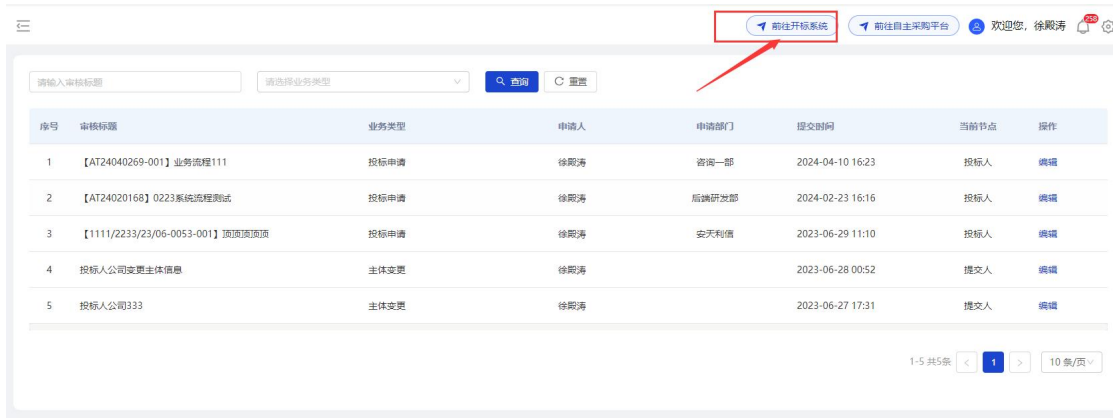 前往开标系统 前往自主采购平台 欢迎您，徐殿涛 258
请输入审核标题 请选择业务类型 查询 重置
序号 审核标题 业务类型 申请人 申请部门 提交时间 当前节点 操作
1 【AT24040269-001】业务流程111 投标申请 徐殿涛 咨询一部 2024-04-10 16:23 投标人 编辑
2 【AT24020168】0223系统流程测试 投标申请 徐殿涛 后端研发部 2024-02-23 16:16 投标人 编辑
3 【1111/2233/23/06-0053-001】顶顶顶顶顶 投标申请 徐殿涛 安天利信 2023-06-29 11:10 投标人 编辑
4 投标人公司变更主体信息 主体变更 徐殿涛 2023-06-28 00:52 提交人 编辑
5 投标人公司333 主体变更 徐殿涛 2023-06-27 17:31 提交人 编辑
1-5 共5条 < 1 > 10 条/页